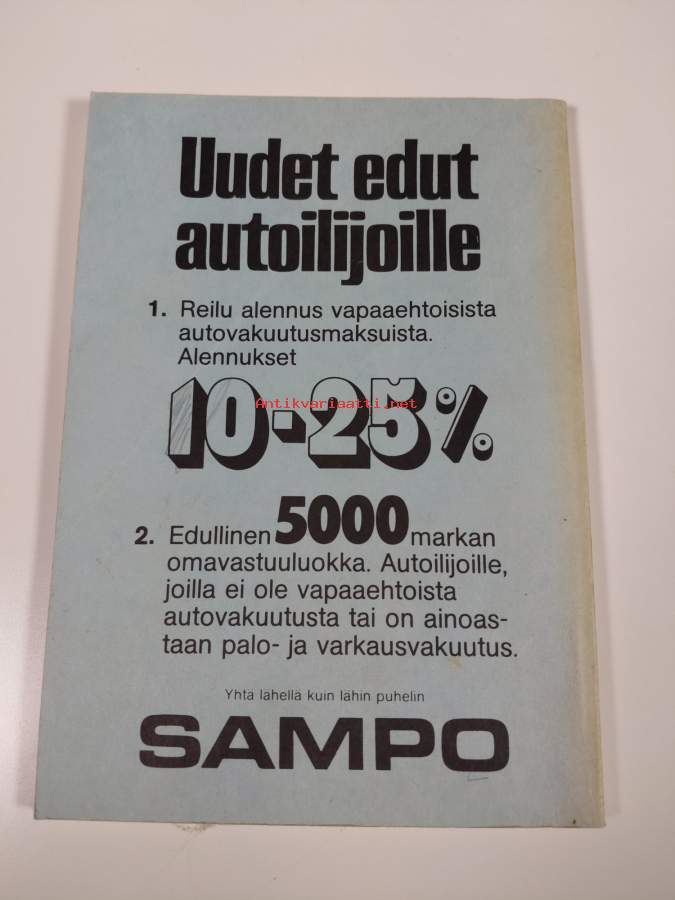 Uudet edut
autoilijoille
1. Reilu alennus vapaaehtoisista
autovakuutusmaksuista.
Alennukset
10-25%
Antikvariaatti.net
2. Edullinen 5000 markan
omavastuuluokka. Autoilijoille,
joilla ei ole vapaaehtoista
autovakuutusta tai on ainoas-
taan palo- ja varkausvakuutus.
Yhtä lähellä kuin lähin puhelin
SAMPO